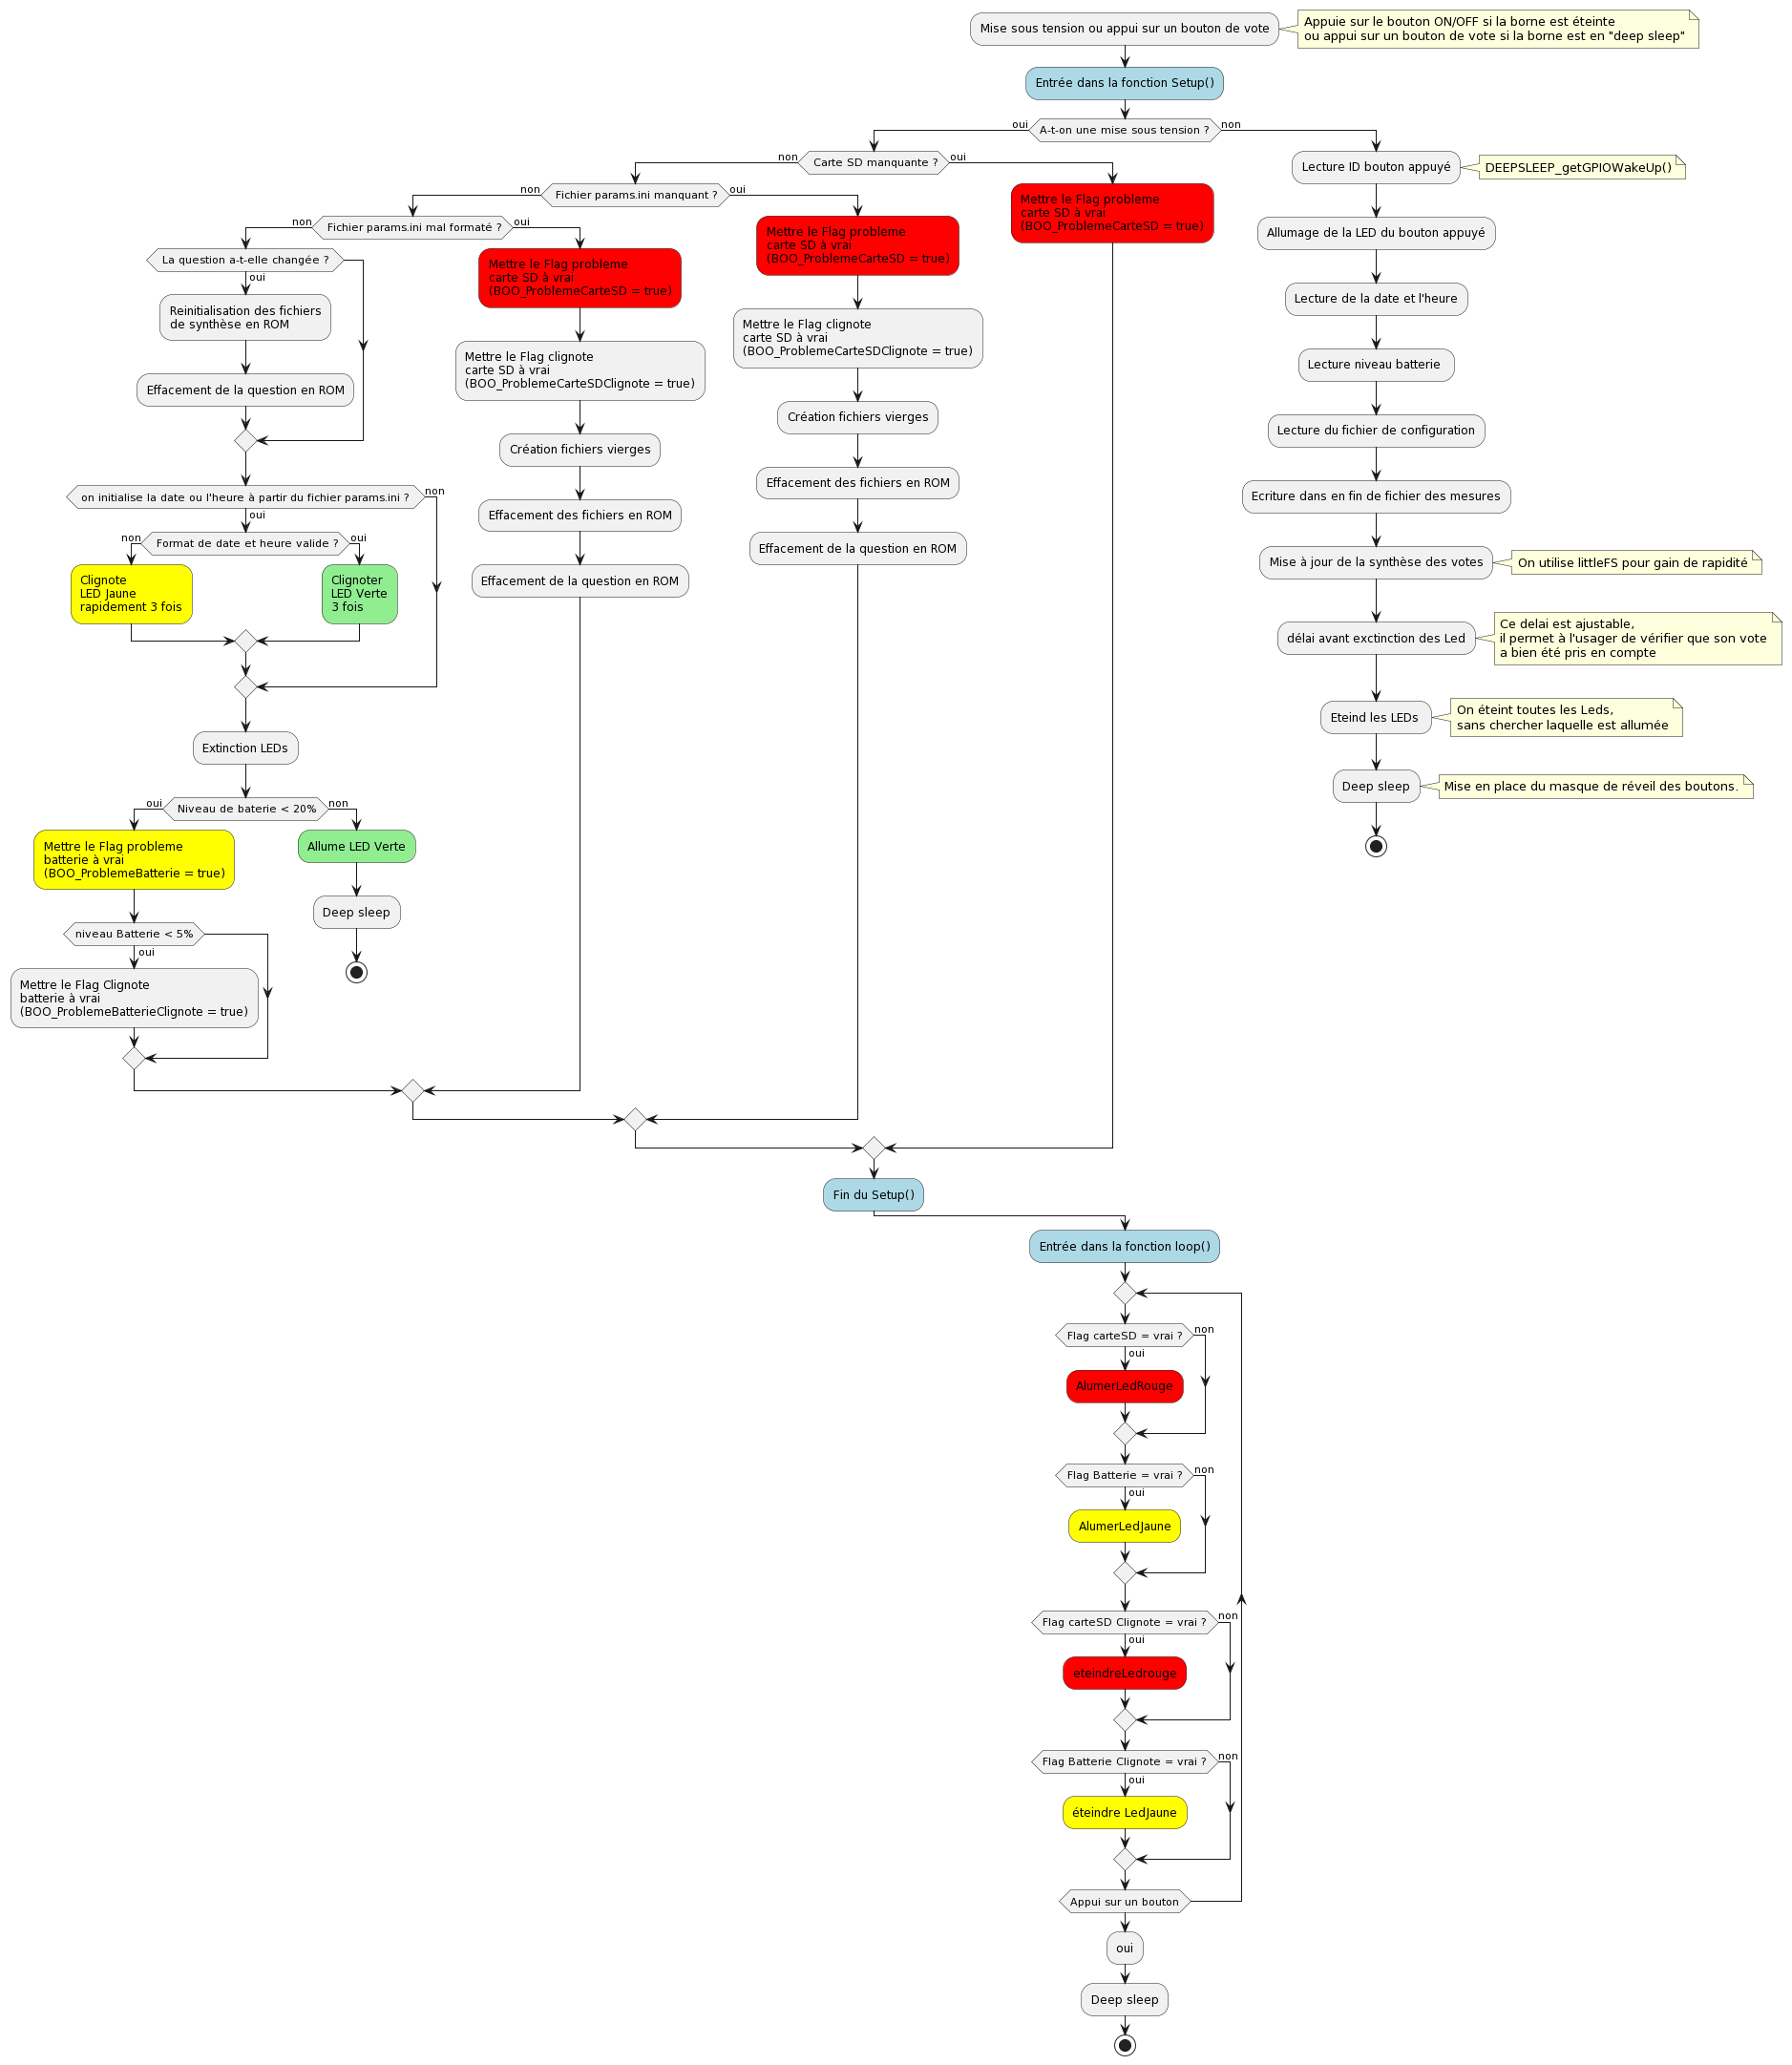 Mise sous tension ou appui sur un bouton de vote
Appuie sur le bouton ON/OFF si la borne est éteinte
ou appui sur un bouton de vote si la borne est en "deep sleep"
Entrée dans la fonction Setup()
A-t-on une mise sous tension ?
oui
non
Carte SD manquante ?
non
oui
Fichier params.ini manquant ?
non
oui
Fichier params.ini mal formaté ?
non
oui
La question a-t-elle changée ?
oui
Reinitialisation des fichiers
de synthèse en ROM
Effacement de la question en ROM
on initialise la date ou l'heure à partir du fichier params.ini ?
non
oui
Format de date et heure valide ?
non
oui
Clignote
LED Jaune
rapidement 3 fois
Clignoter
LED Verte
3 fois
Extinction LEDs
Niveau de baterie < 20%
oui
non
Mettre le Flag probleme
batterie à vrai
(BOO_ProblemeBatterie = true)
niveau Batterie < 5%
oui
Mettre le Flag Clignote
batterie à vrai
(BOO_ProblemeBatterieClignote = true)
Allume LED Verte
Deep sleep
Mettre le Flag probleme
carte SD à vrai
(BOO_ProblemeCarteSD = true)
Mettre le Flag clignote
carte SD à vrai
(BOO_ProblemeCarteSDClignote = true)
Création fichiers vierges
Effacement des fichiers en ROM
Effacement de la question en ROM
Mettre le Flag probleme
carte SD à vrai
(BOO_ProblemeCarteSD = true)
Mettre le Flag clignote
carte SD à vrai
(BOO_ProblemeCarteSDClignote = true)
Création fichiers vierges
Effacement des fichiers en ROM
Effacement de la question en ROM
Mettre le Flag probleme
carte SD à vrai
(BOO_ProblemeCarteSD = true)
Lecture ID bouton appuyé
DEEPSLEEP_getGPIOWakeUp()
Allumage de la LED du bouton appuyé
Lecture de la date et l'heure
Lecture niveau batterie
Lecture du fichier de configuration
Ecriture dans en fin de fichier des mesures
Mise à jour de la synthèse des votes
On utilise littleFS pour gain de rapidité
délai avant exctinction des Led
Ce delai est ajustable,
il permet à l'usager de vérifier que son vote
a bien été pris en compte
Eteind les LEDs
On éteint toutes les Leds,
sans chercher laquelle est allumée
Deep sleep
Mise en place du masque de réveil des boutons.
Fin du Setup()
Entrée dans la fonction loop()
Flag carteSD = vrai ?
non
oui
AlumerLedRouge
Flag Batterie = vrai ?
non
oui
AlumerLedJaune
Flag carteSD Clignote = vrai ?
non
oui
eteindreLedrouge
Flag Batterie Clignote = vrai ?
non
oui
éteindre LedJaune
Appui sur un bouton
oui
Deep sleep